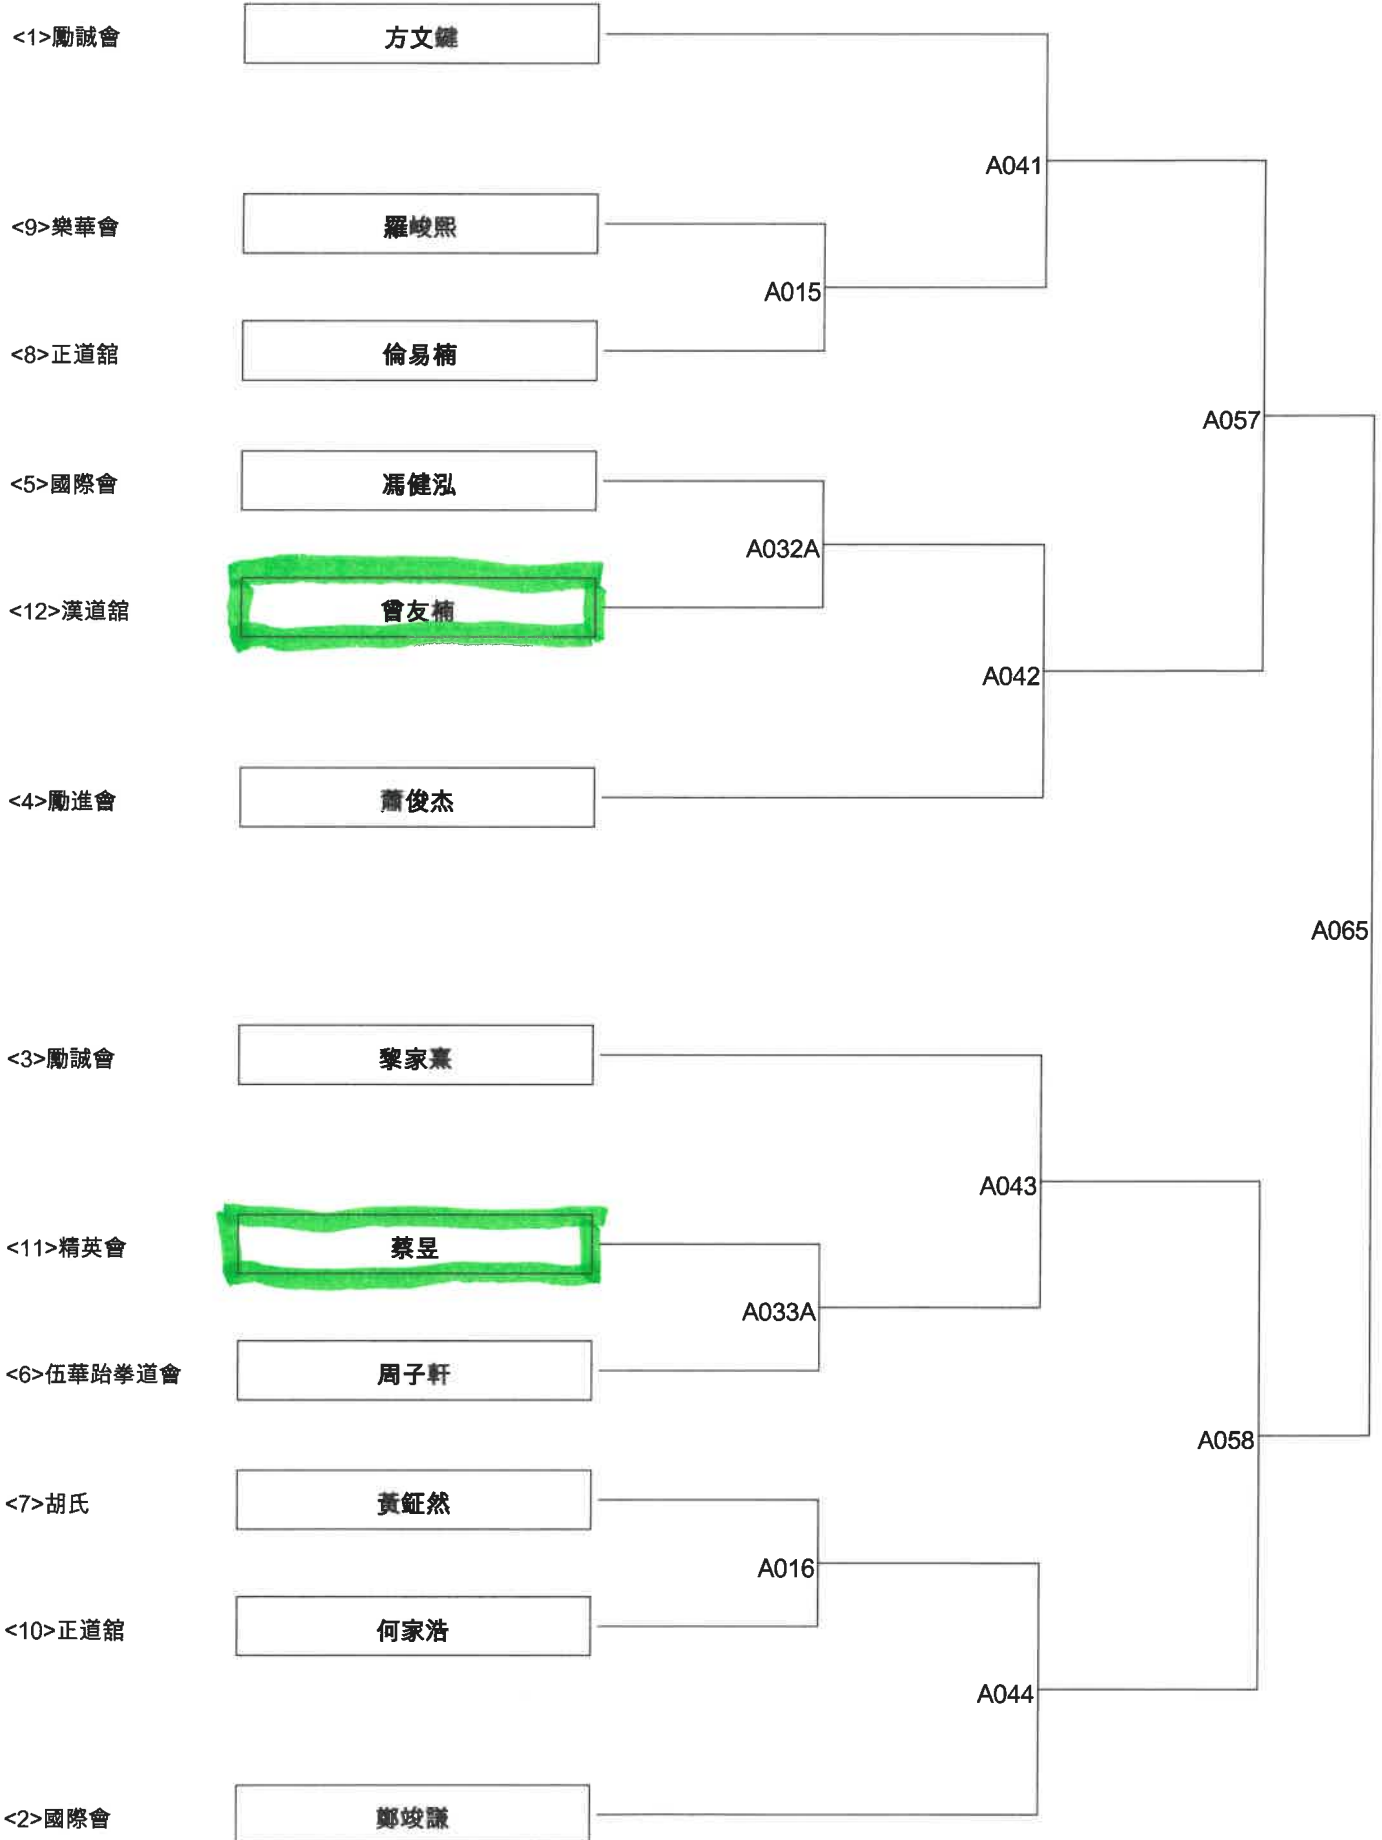 <1>勵誠會 方文鍵
A041
<9>樂華會 羅峻熙
A015
<8>正道舘 倫易楠
A057
<5>國際會 馮健泓
A032A
<12>漢道舘 曾友楠
A042
<4>勵進會 蕭俊杰
A065
<3>勵誠會 黎家熹
A043
<11>精英會 蔡昱
A033A
<6>伍華跆拳道會 周子軒
A058
<7>胡氏 黃鉦然
A016
<10>正道舘 何家浩
A044
<2>國際會 鄭竣謙